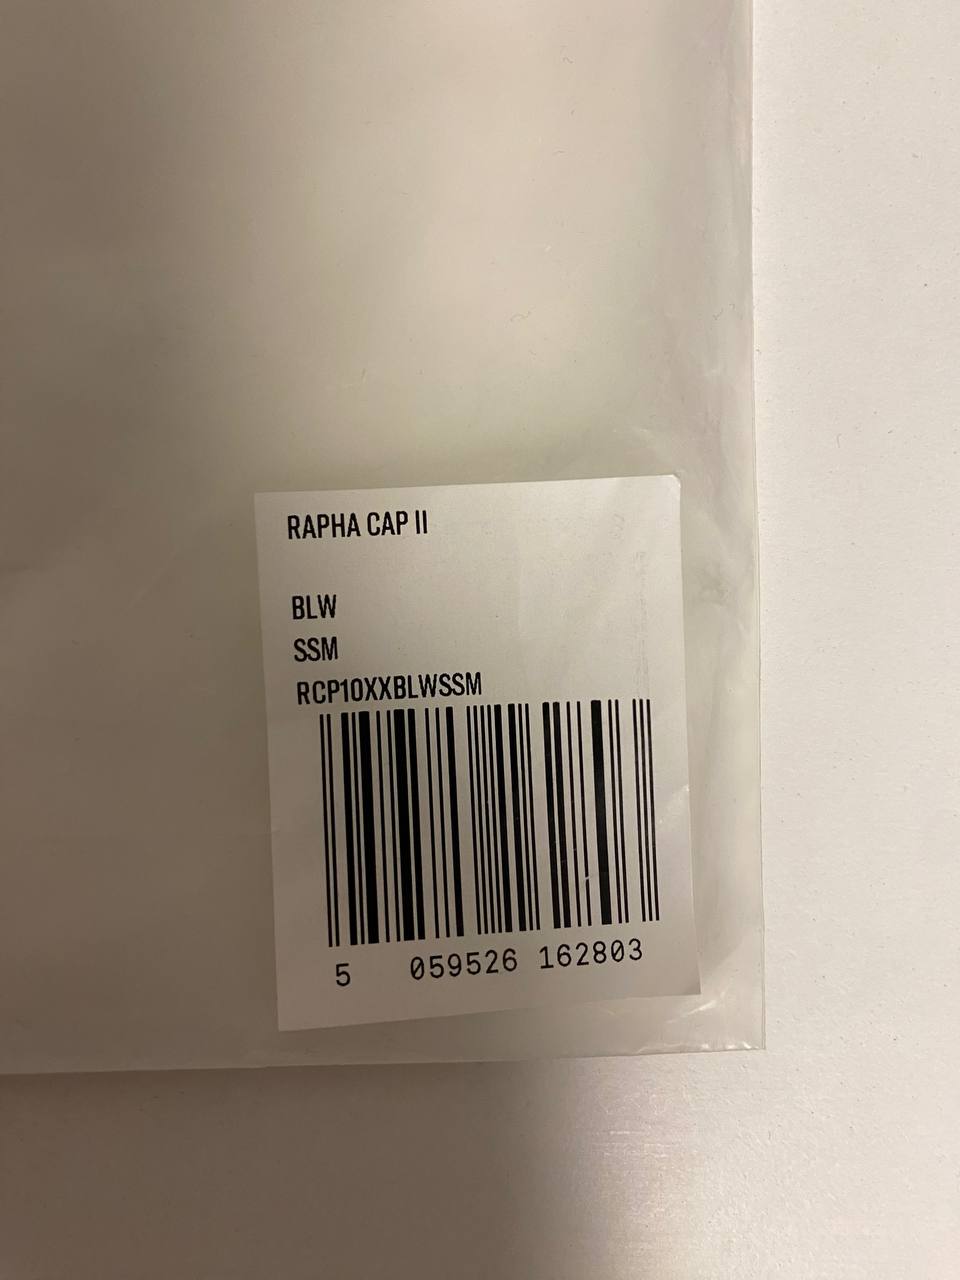 RAPHA CAP II
BLW
SSM
RCP10XXBLWSSM
5 059526 162803